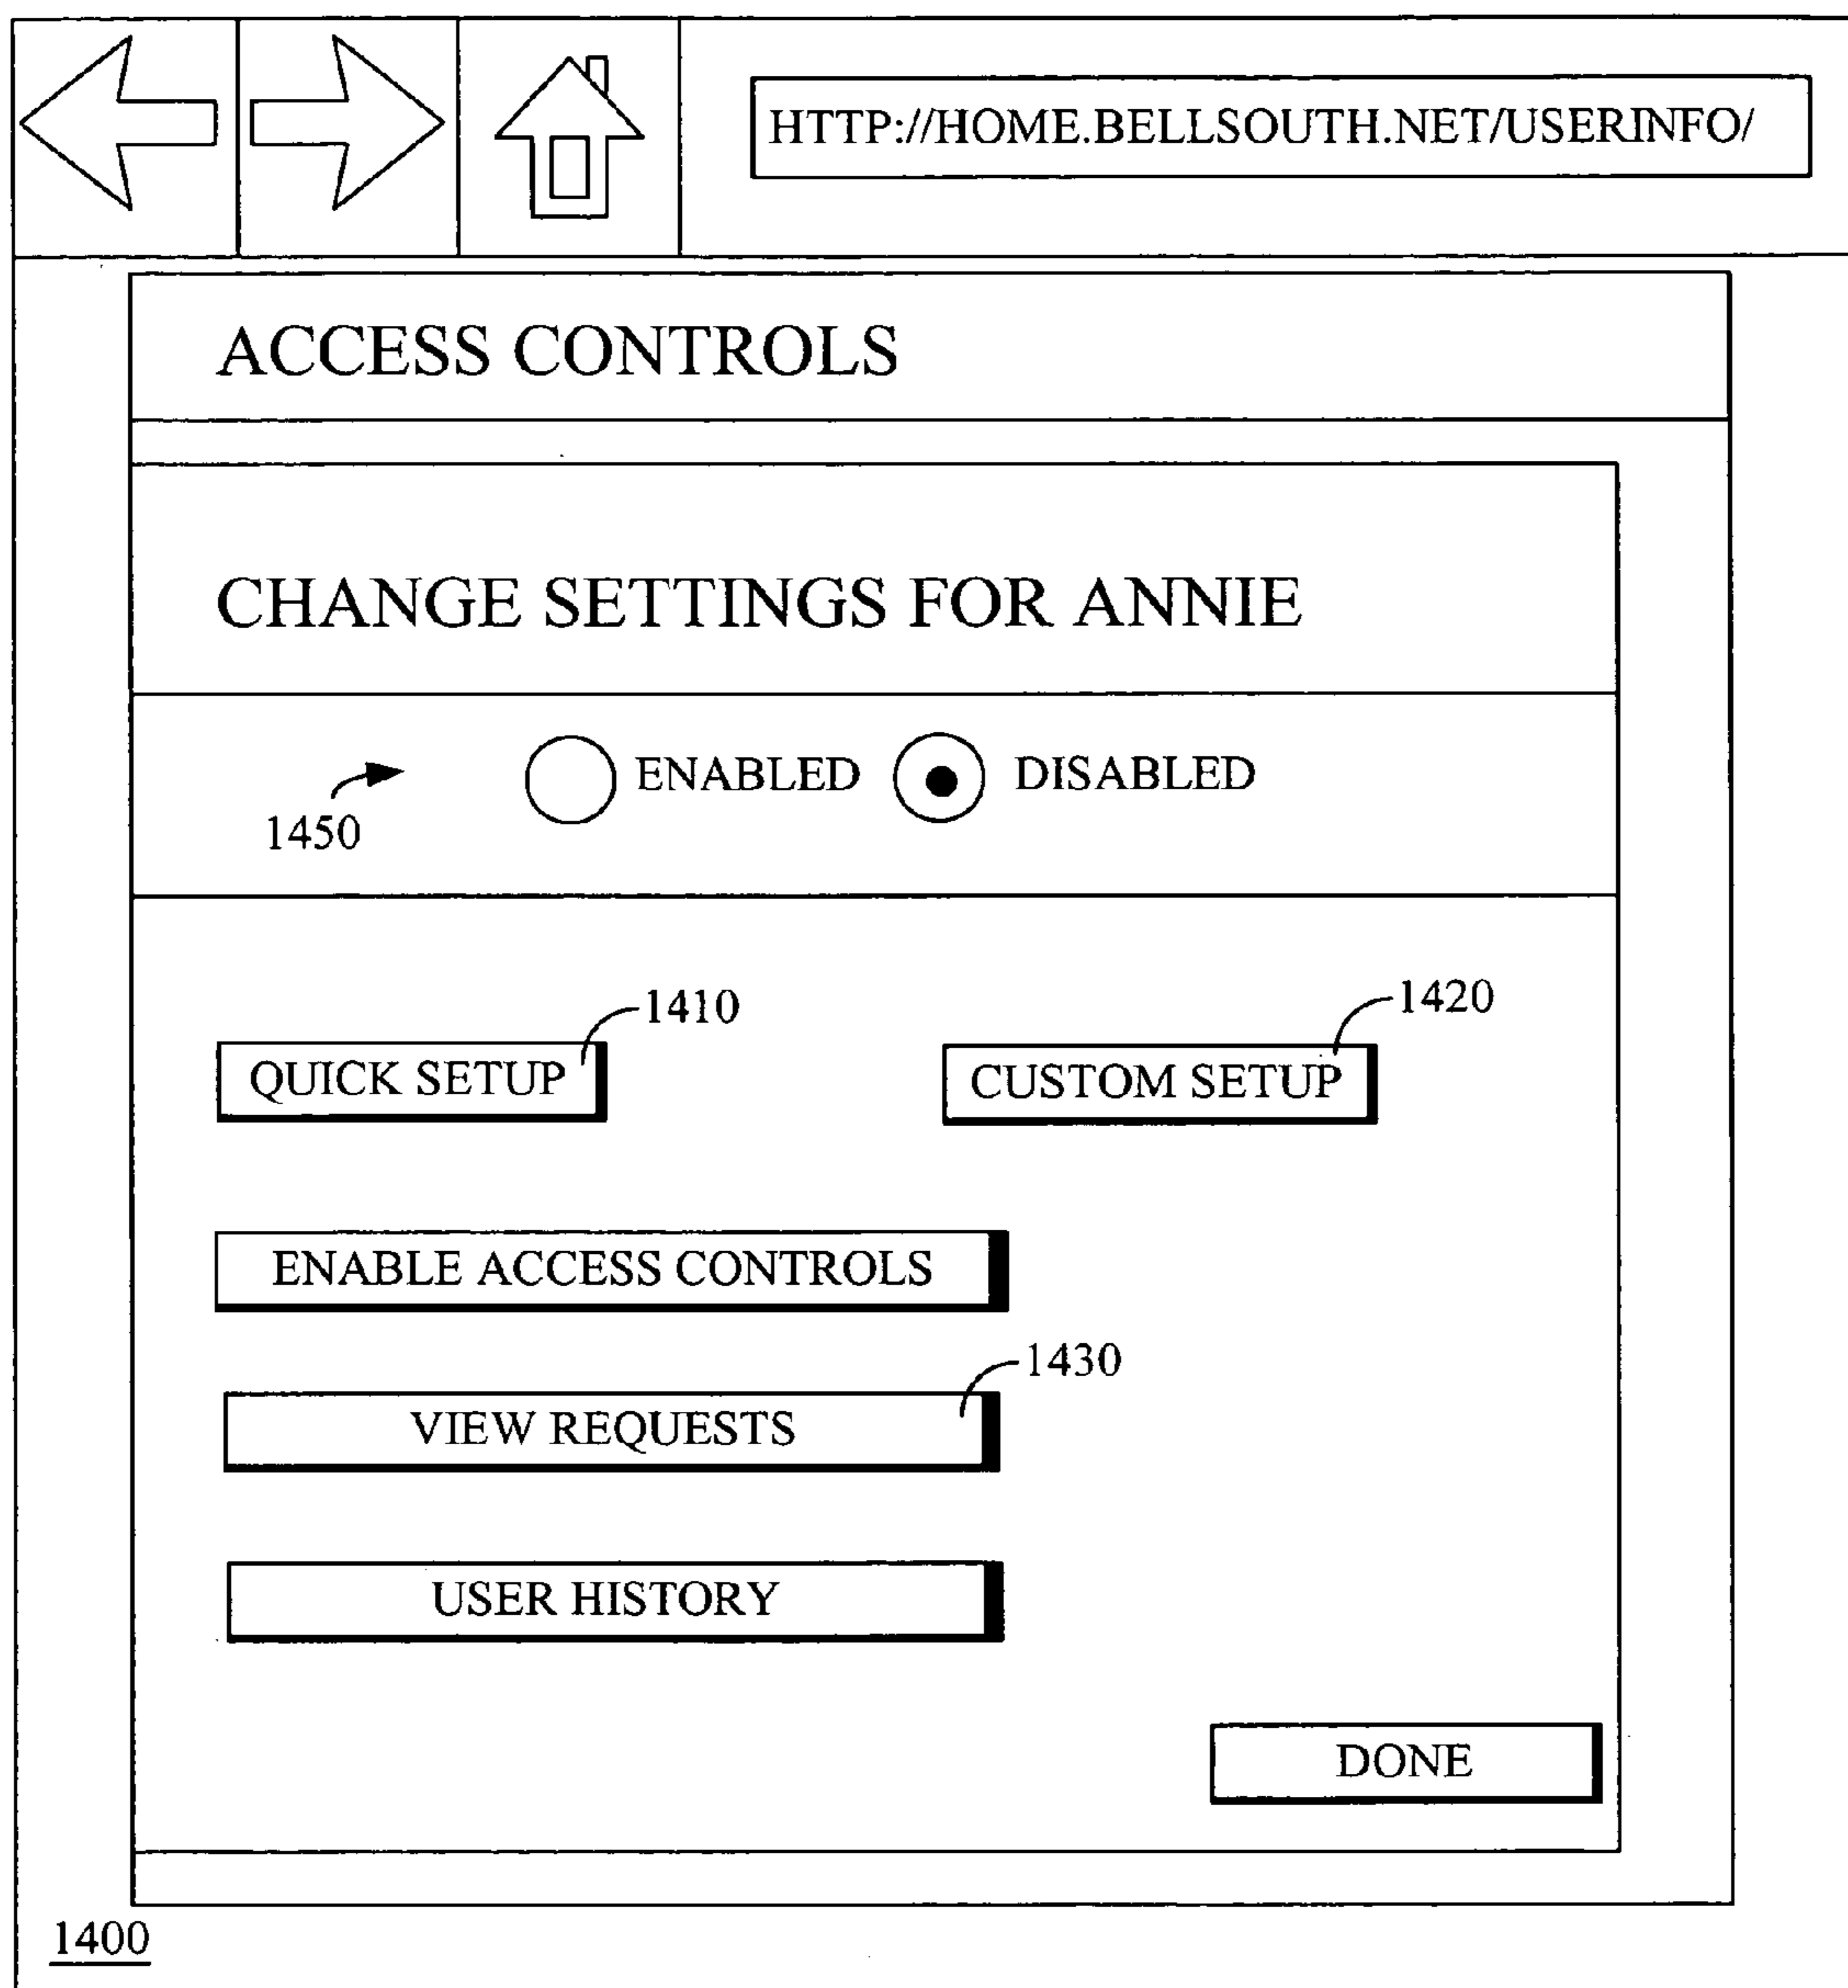 HTTP://HOME.BELLSOUTH.NET/USERINFO/
ACCESS CONTROLS
CHANGE SETTINGS FOR ANNIE
ENABLED DISABLED
1450
1410 1420
QUICK SETUP CUSTOM SETUP
ENABLE ACCESS CONTROLS
1430
VIEW REQUESTS
USER HISTORY
DONE
1400